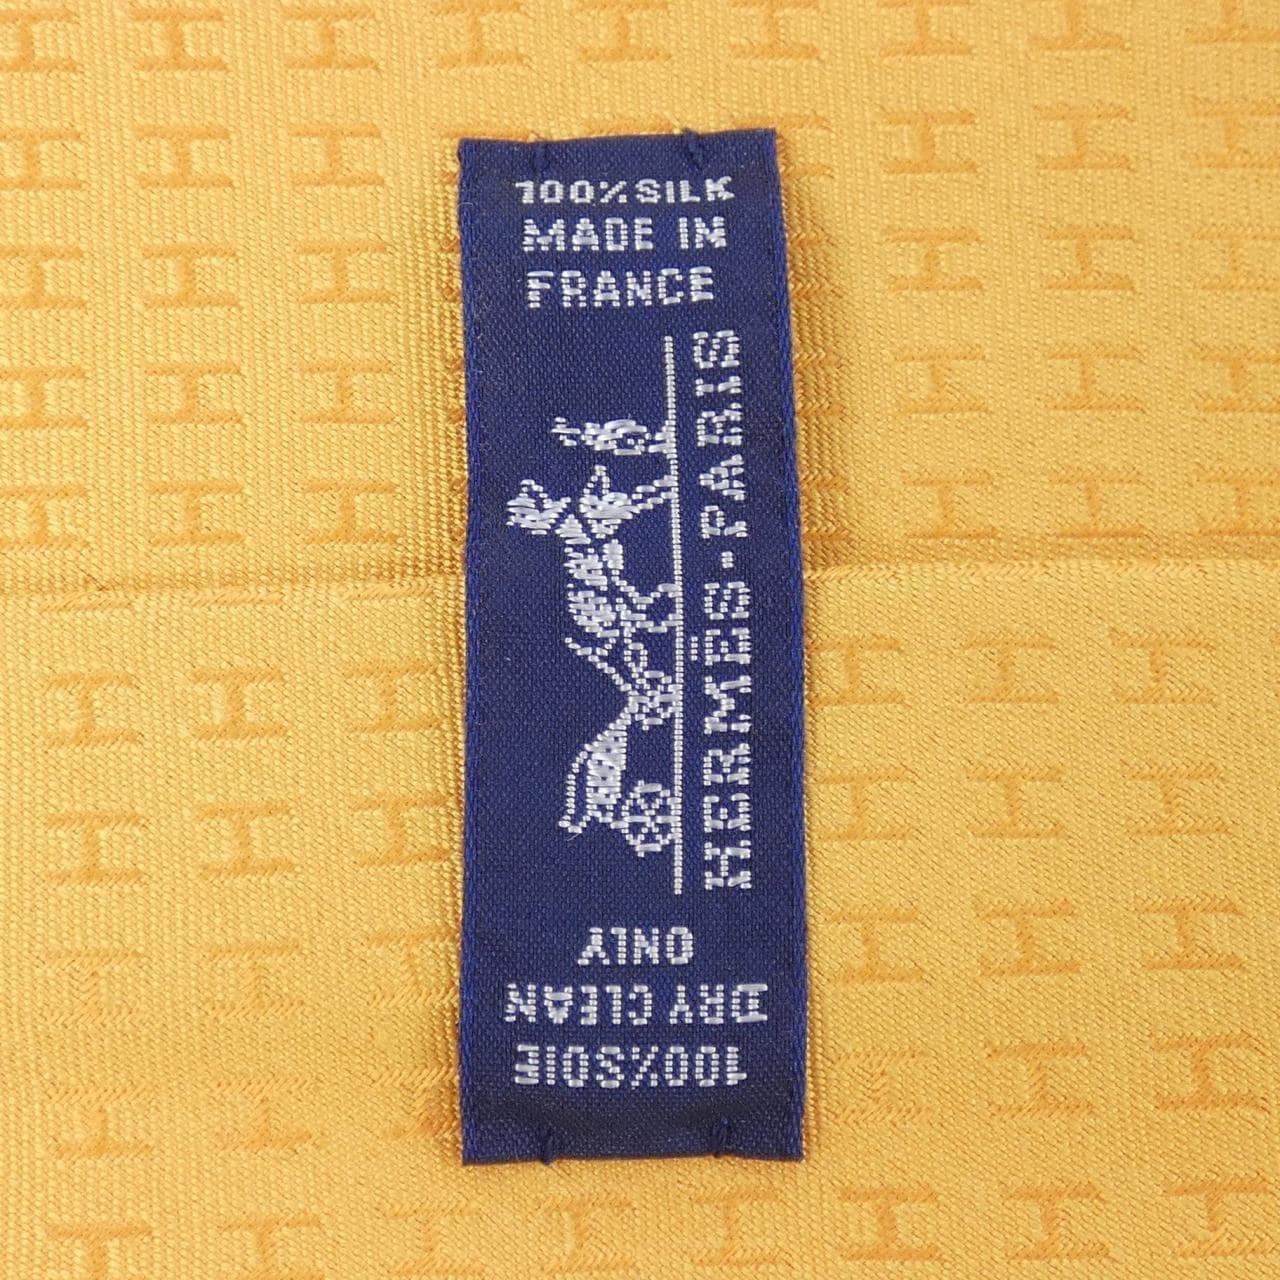 100% SILK
MADE IN
FRANCE
HERMÈS-PARIS
100% SOIE
DRY CLEAN
ONLY